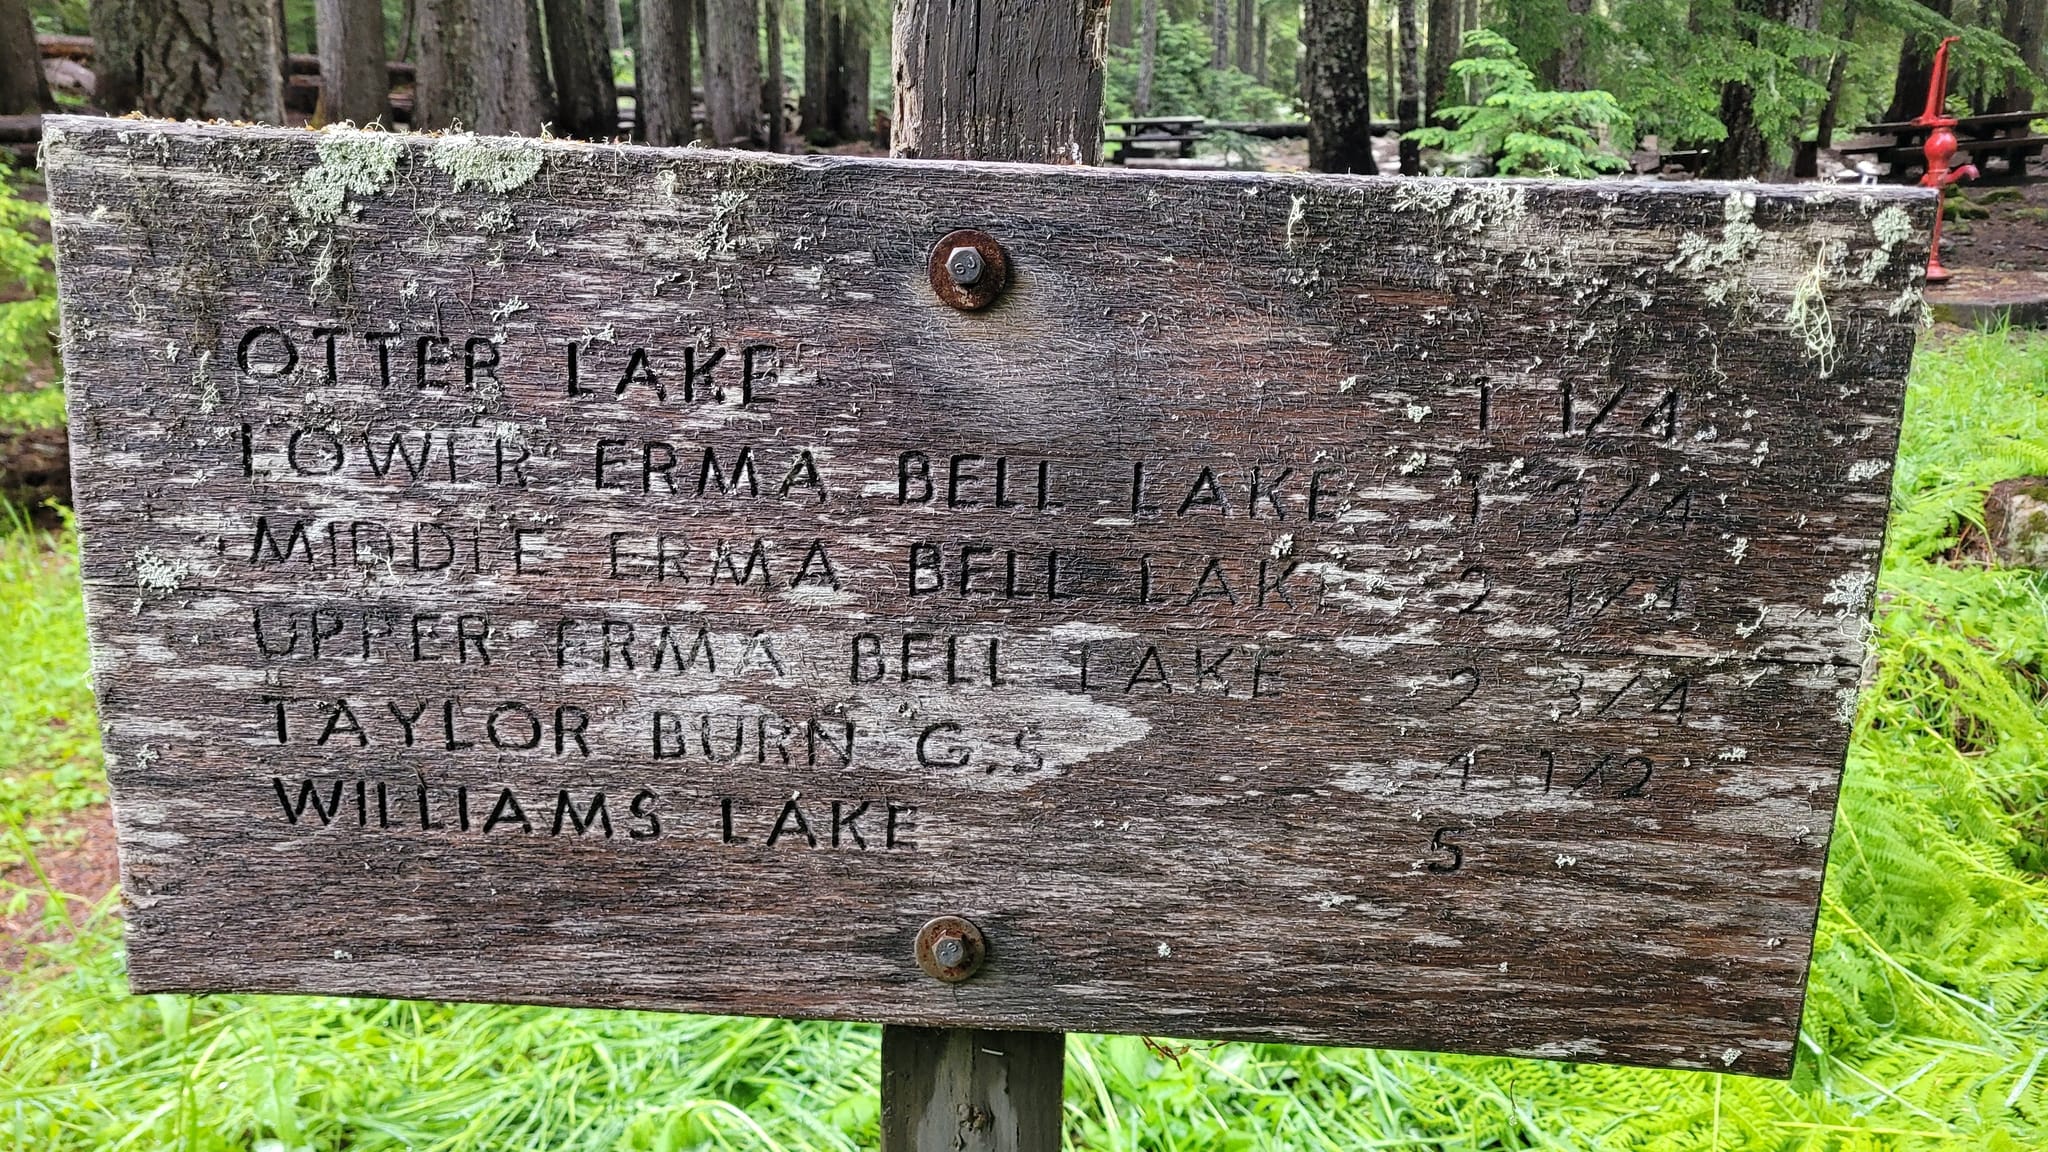 OTTER LAKE 1 1/4
LOWER ERMA BELL LAKE 1 3/4
MIDDLE ERMA BELL LAKE 2 1/4
UPPER ERMA BELL LAKE 2 3/4
TAYLOR BURN G.S. 4 1/2
WILLIAMS LAKE 5